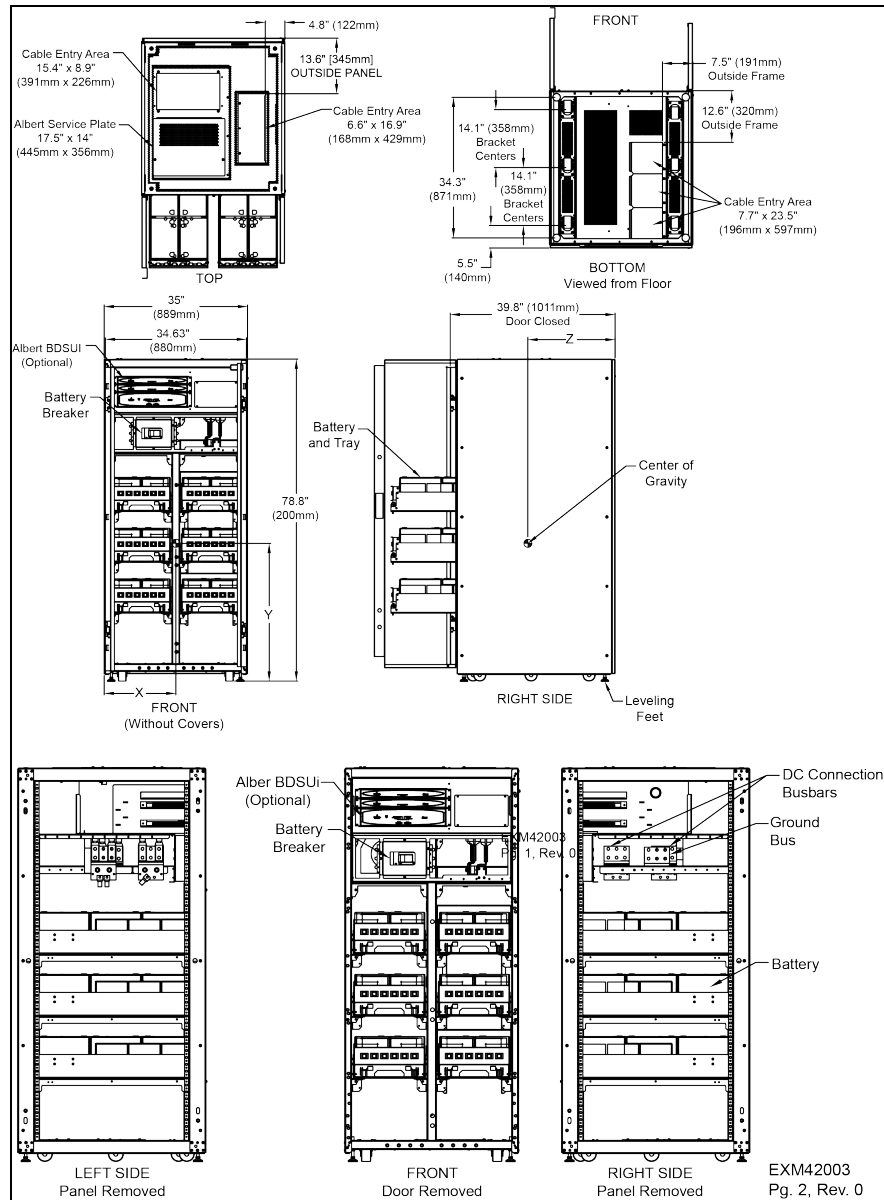 4.8" (122mm)
Cable Entry Area
15.4" x 8.9"
(391mm x 226mm)
13.6" [345mm]
OUTSIDE PANEL
Albert Service Plate
17.5" x 14"
(445mm x 356mm)
Cable Entry Area
6.6" x 16.9"
(168mm x 429mm)
TOP
FRONT
7.5" (191mm)
Outside Frame
12.6" (320mm)
Outside Frame
14.1" (358mm)
Bracket
Centers
34.3"
(871mm)
14.1"
(358mm)
Bracket
Centers
Cable Entry Area
7.7" x 23.5"
(196mm x 597mm)
5.5"
(140mm)
BOTTOM
Viewed from Floor
35"
(889mm)
34.63"
(880mm)
Albert BDSUI
(Optional)
Battery
Breaker
78.8"
(200mm)
Y
X
FRONT
(Without Covers)
39.8" (1011mm)
Door Closed
Z
Battery
and Tray
Center of
Gravity
RIGHT SIDE
Leveling
Feet
LEFT SIDE
Panel Removed
Alber BDSUi
(Optional)
Battery
Breaker
EXM42003
Pg. 1, Rev. 0
FRONT
Door Removed
DC Connection
Busbars
Ground
Bus
Battery
RIGHT SIDE
Panel Removed
EXM42003
Pg. 2, Rev. 0